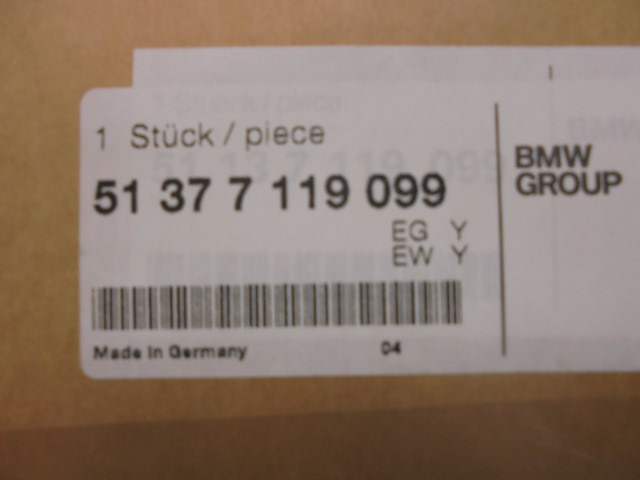 1 Stück / piece
51 37 7 119 099
EG Y
EW Y
Made In Germany 04
BMW
GROUP